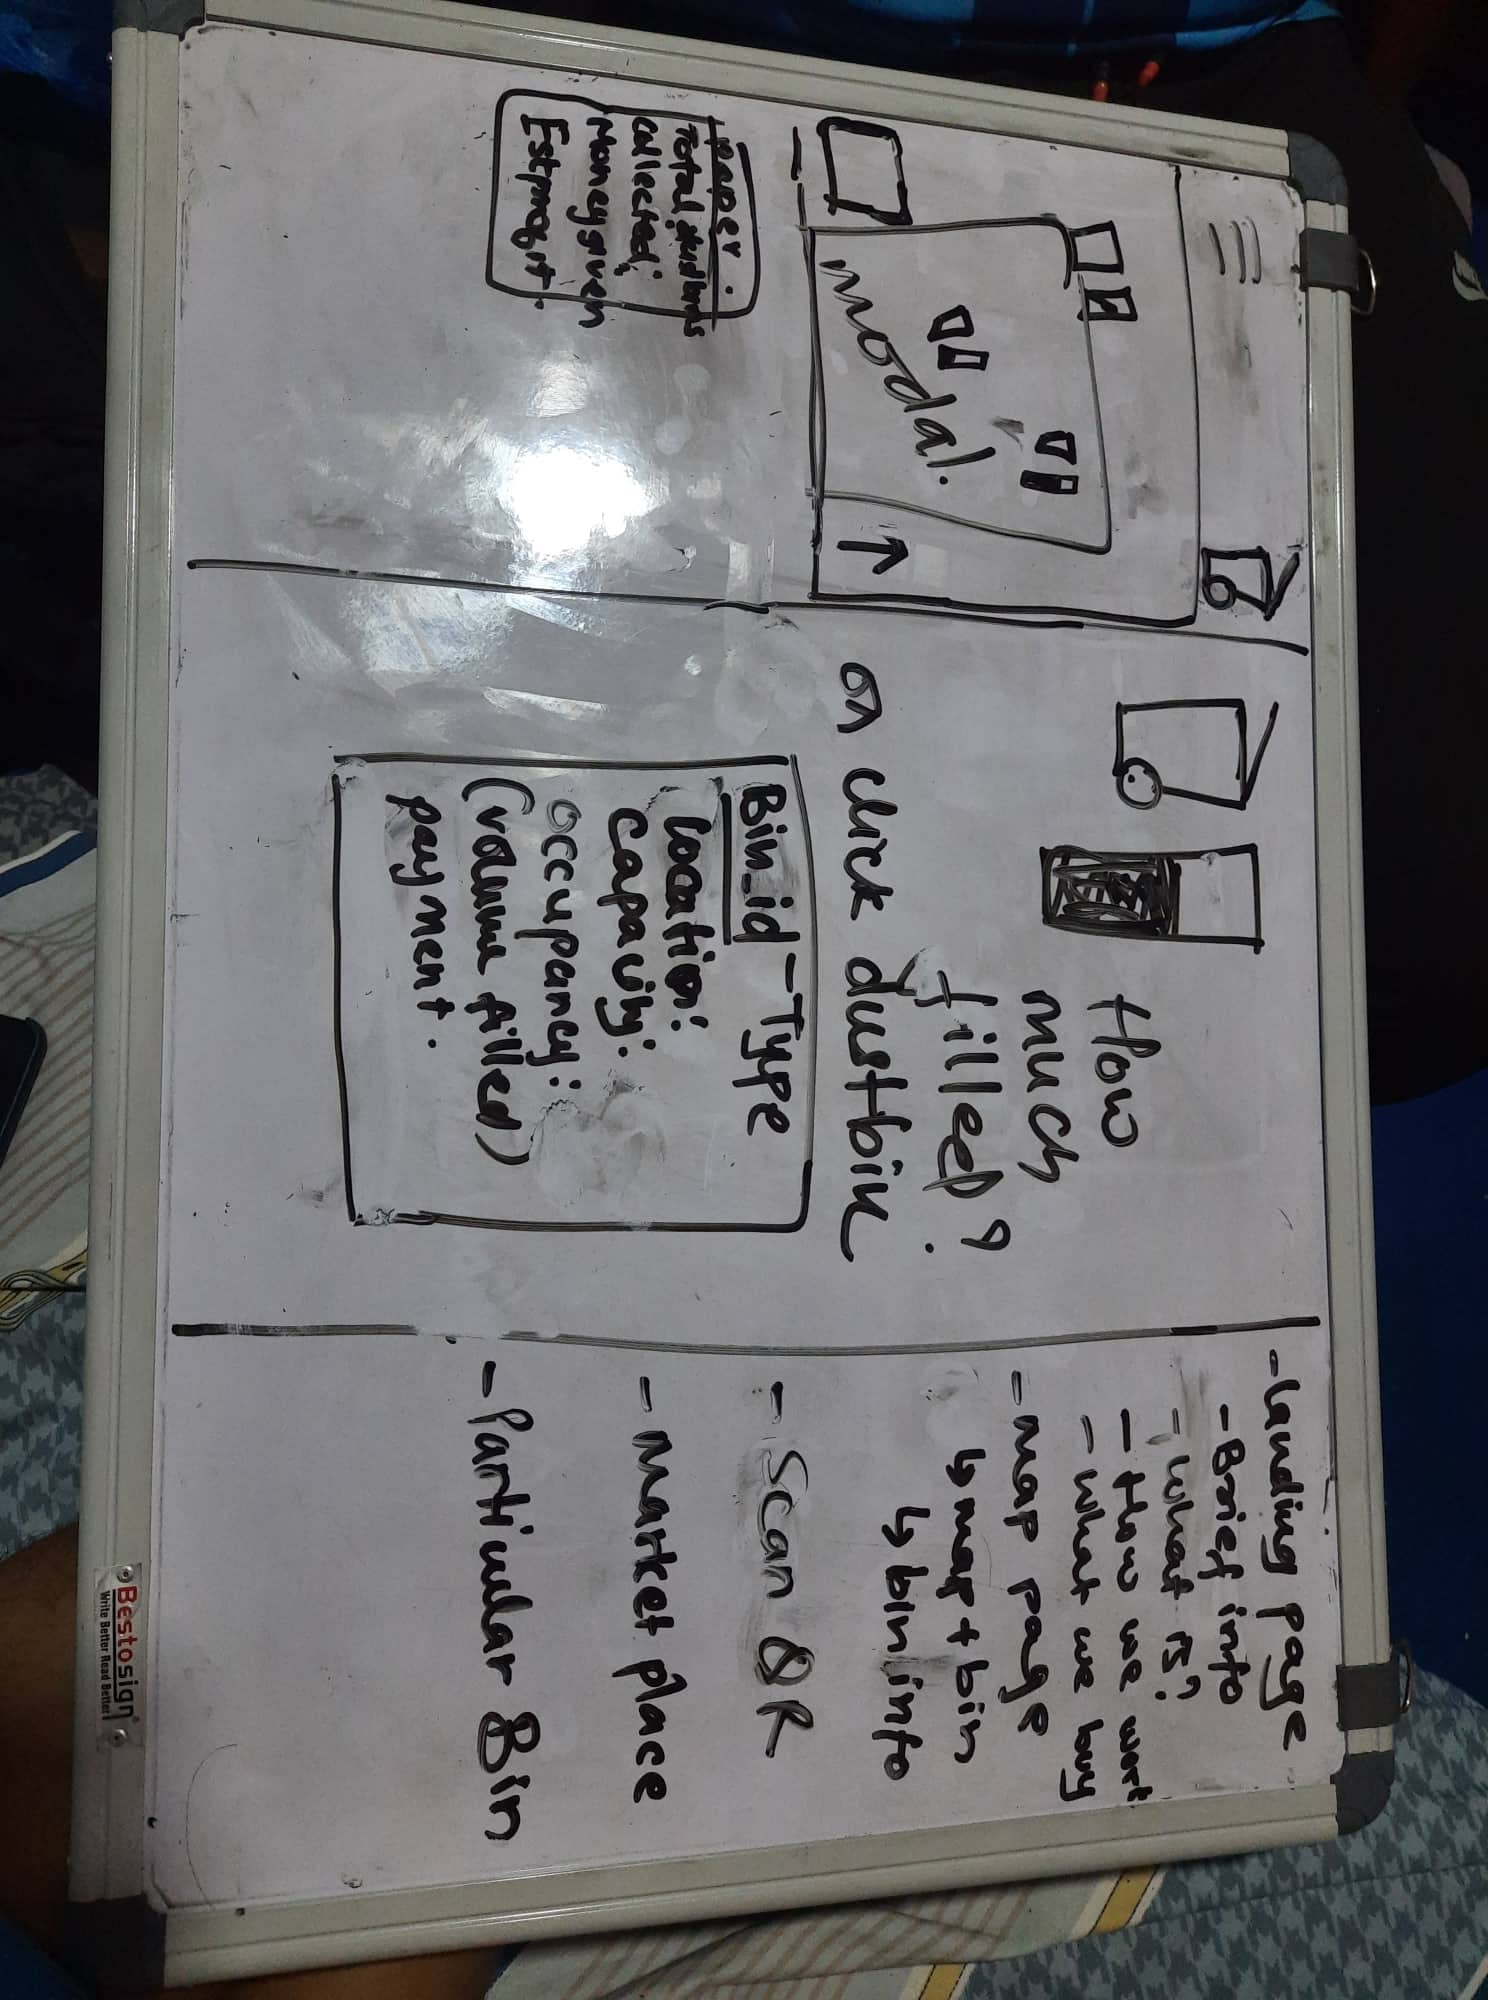 modal.
paper.
Total
collected;
Money given
How
much
filled?
on click dustbin.
Bin_id - Type
location:
capacity:
occupancy:
(volume filled)
payment.
- landing page
- Brief info
- What is?
- How we work
- What we buy
- map page
↳ map + bin
↳ bin info
- Scan QR
- market place
- Particular Bin
Bestosign
Write Better Read Better